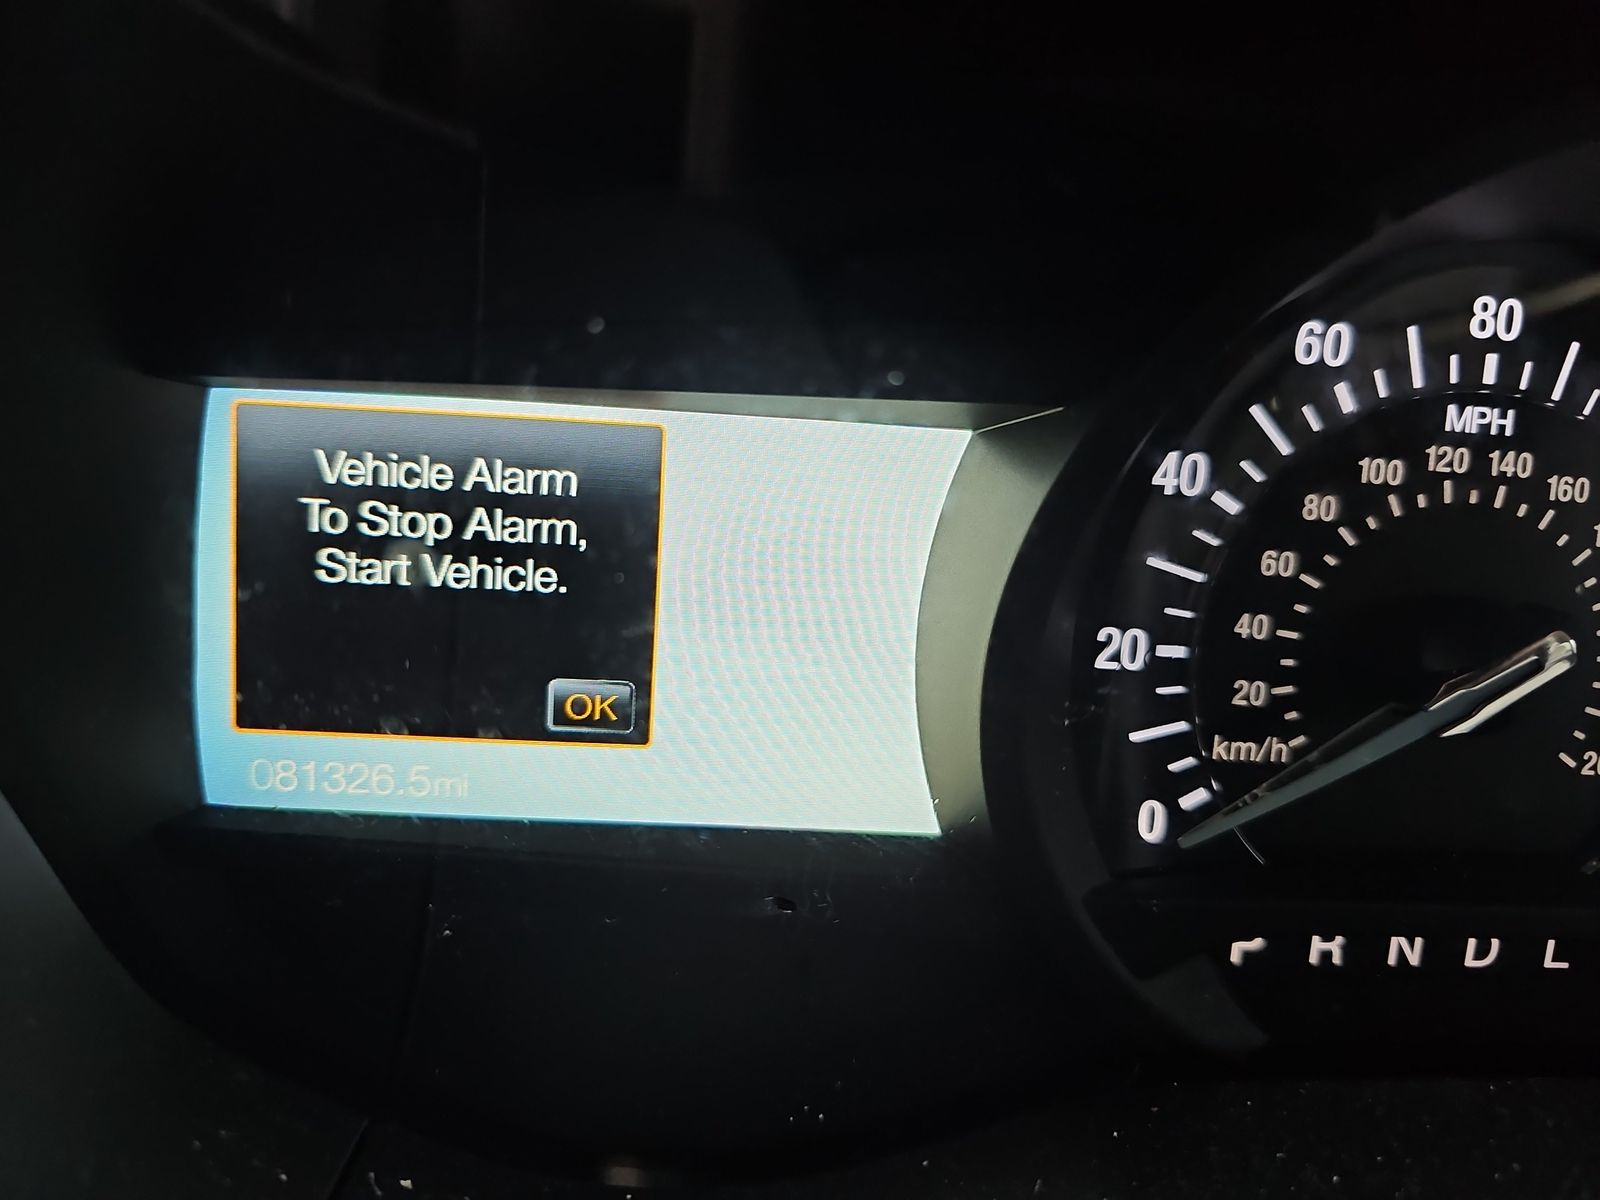 Vehicle Alarm
To Stop Alarm,
Start Vehicle.
OK
081326.5mi
0
20
40
60
80
MPH
km/h
20
40
60
80
100
120
140
160
P R N D L